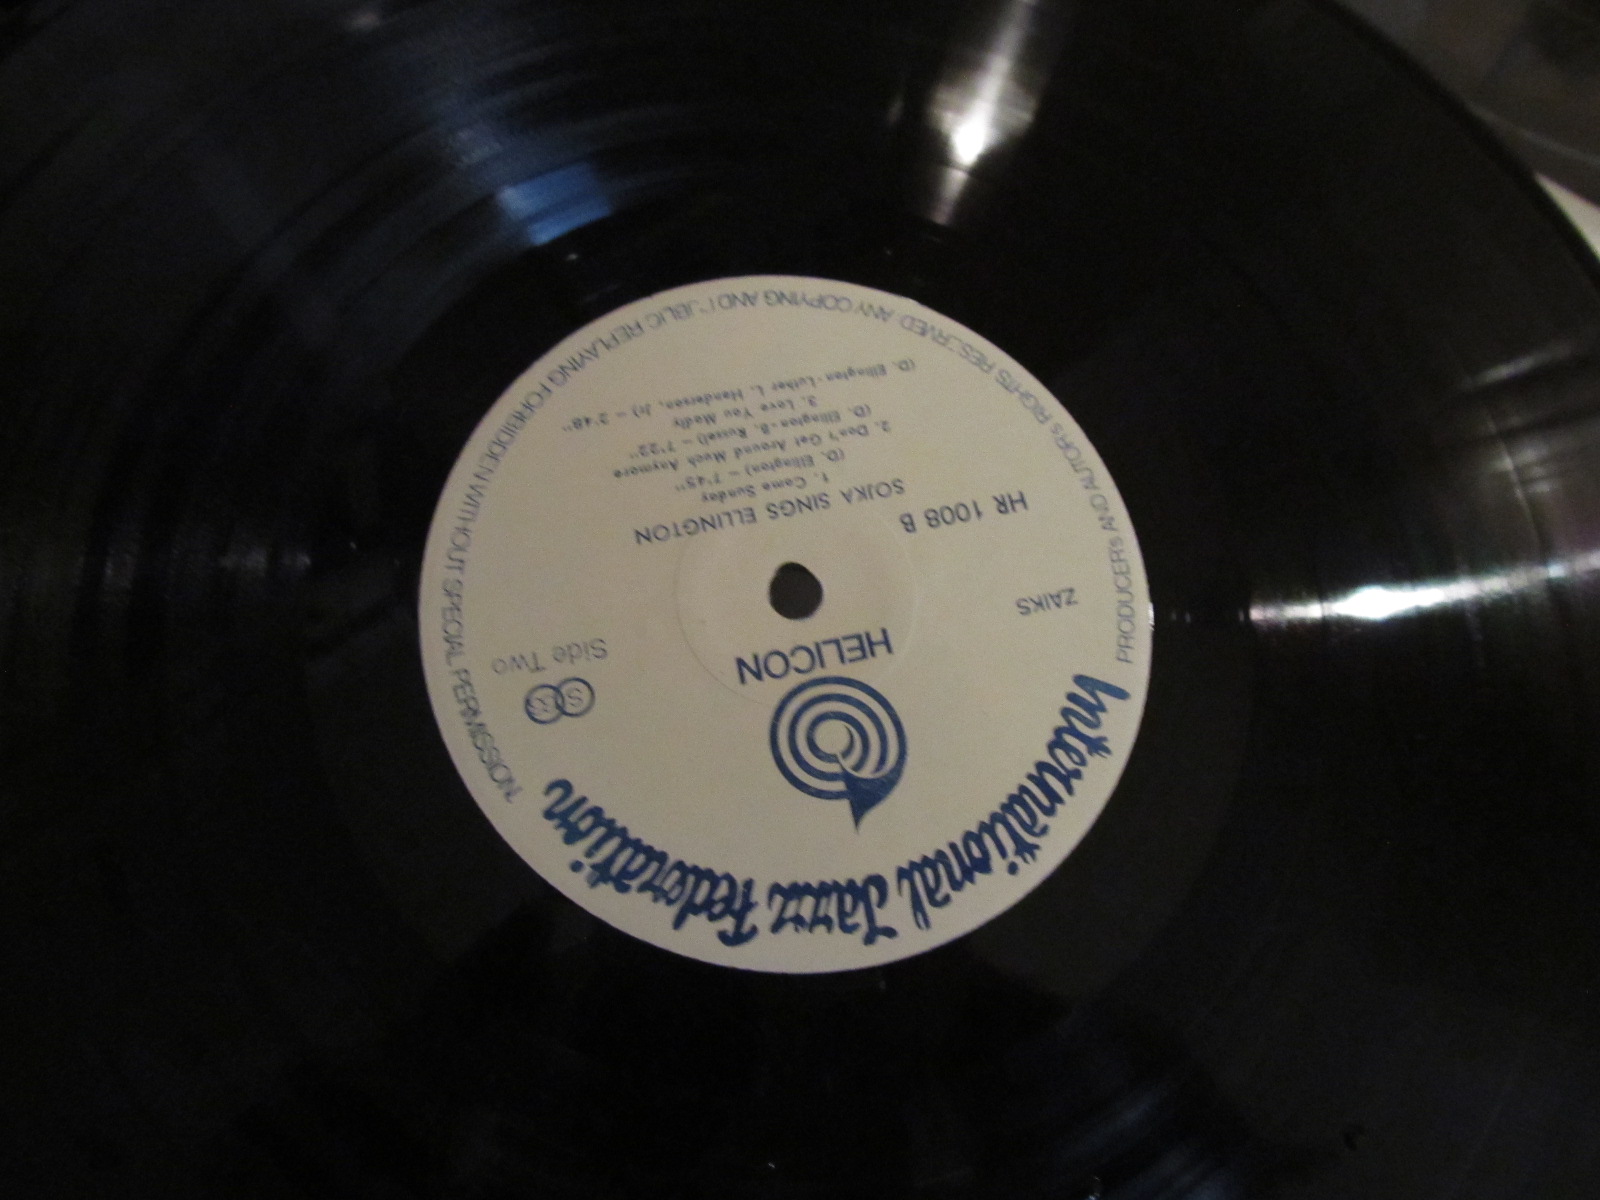 International Jazz Federation
HELICON
ZAIKS
Side Two
HR 1008 B
SOJKA SINGS ELLINGTON
1. Come Sunday
(D. Ellington) – 7'45"
2. Don't Get Around Much Anymore
(D. Ellington-B. Russel) – 7'22"
3. Love You Madly
(D. Ellington-Luther L. Henderson, Jr) – 2'48"
PRODUCERs AND AUTORs RIGHTS RESERVED. ANY COPYING AND PUBLIC REPLAYING FORBIDDEN WITHOUT SPECIAL PERMISSION.